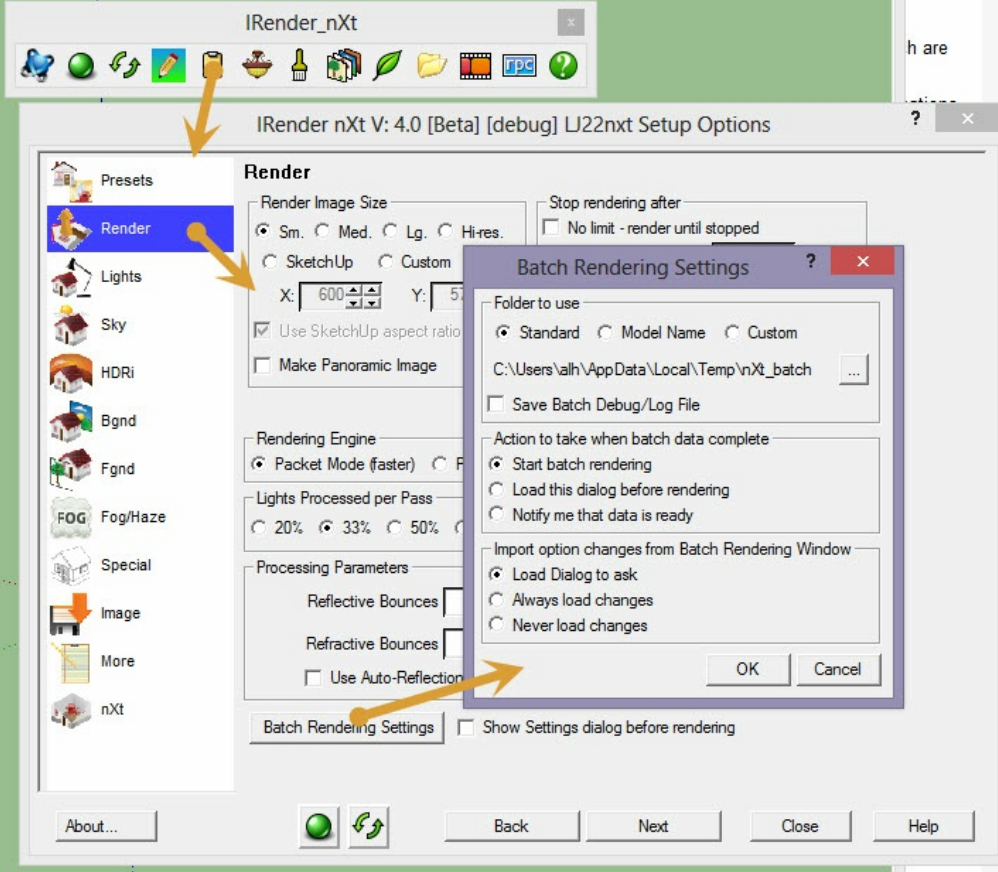 IRender_nXt
x
rpc
?
h are
IRender nXt V: 4.0 [Beta] [debug] LJ22nxt Setup Options
? x
Presets
Render
Lights
Sky
HDRi
Bgnd
Fgnd
FOG Fog/Haze
Special
Image
More
nXt
Render
Render Image Size
Sm. Med. Lg. Hi-res.
SketchUp Custom
X: 600 Y: 57
Use SketchUp aspect ratio
Make Panoramic Image
Stop rendering after
No limit - render until stopped
Rendering Engine
Packet Mode (faster)
Lights Processed per Pass
20% 33% 50%
Processing Parameters
Reflective Bounces
Refractive Bounces
Use Auto-Reflection
Batch Rendering Settings
Show Settings dialog before rendering
Batch Rendering Settings
? x
Folder to use
Standard Model Name Custom
C:\Users\alh\AppData\Local\Temp\nXt_batch
...
Save Batch Debug/Log File
Action to take when batch data complete
Start batch rendering
Load this dialog before rendering
Notify me that data is ready
Import option changes from Batch Rendering Window
Load Dialog to ask
Always load changes
Never load changes
OK Cancel
About... Back Next Close Help